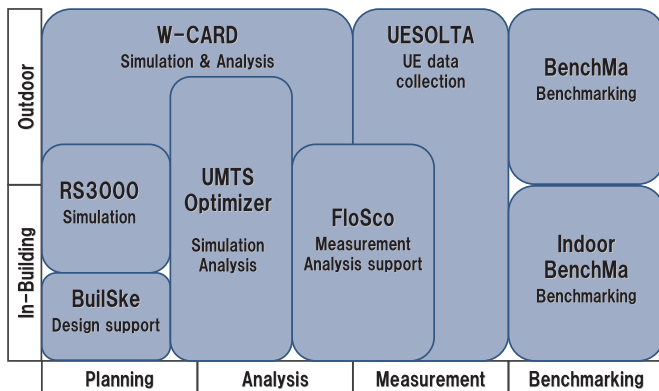 Outdoor
In-Building
W-CARD
Simulation & Analysis
UESOLTA
UE data
collection
BenchMa
Benchmarking
RS3000
Simulation
UMTS
Optimizer
Simulation
Analysis
FloSco
Measurement
Analysis support
Indoor
BenchMa
Benchmarking
BuilSke
Design support
Planning
Analysis
Measurement
Benchmarking